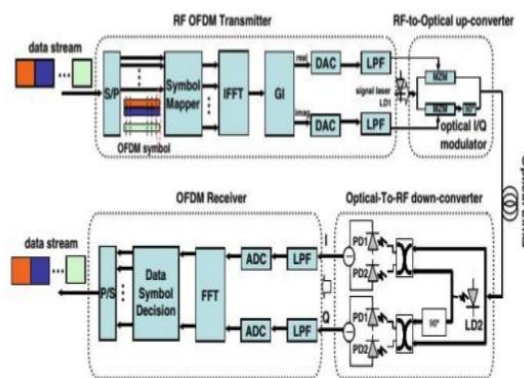 RF OFDM Transmitter
RF-to-Optical up-converter
data stream
S/P
Symbol Mapper
IFFT
GI
real
imag
DAC
LPF
DAC
LPF
signal laser
LD1
MZM
MZM
90°
optical I/Q
modulator
OFDM symbol
OFDM Receiver
Optical-To-RF down-converter
data stream
P/S
Data
Symbol
Decision
FFT
ADC
LPF
I
ADC
LPF
Q
PD1
PD2
PD1
PD2
90°
LD2